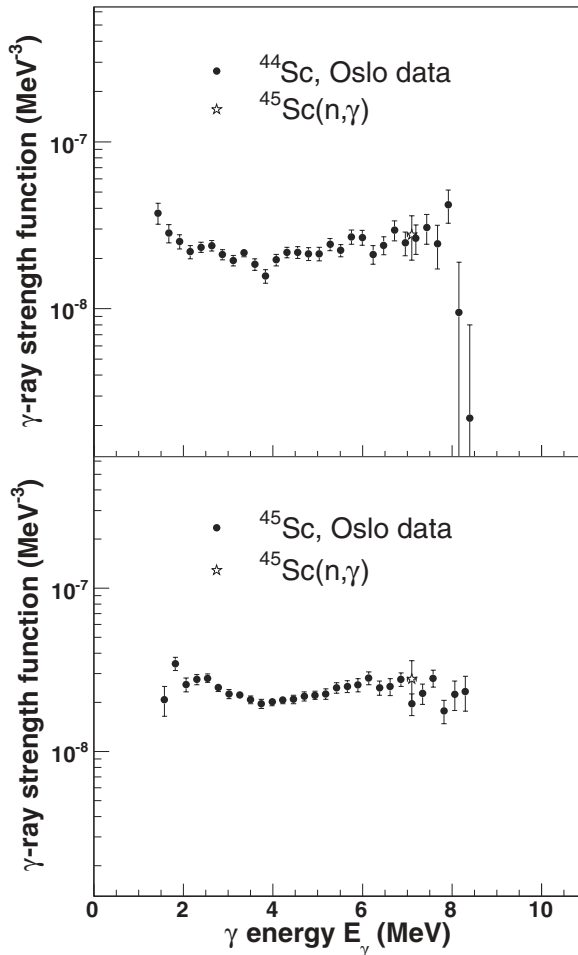 γ-ray strength function (MeV⁻³)
⁴⁴Sc, Oslo data
⁴⁵Sc(n,γ)
10⁻⁷
10⁻⁸
γ-ray strength function (MeV⁻³)
⁴⁵Sc, Oslo data
⁴⁵Sc(n,γ)
10⁻⁷
10⁻⁸
0 2 4 6 8 10
γ energy E_γ (MeV)